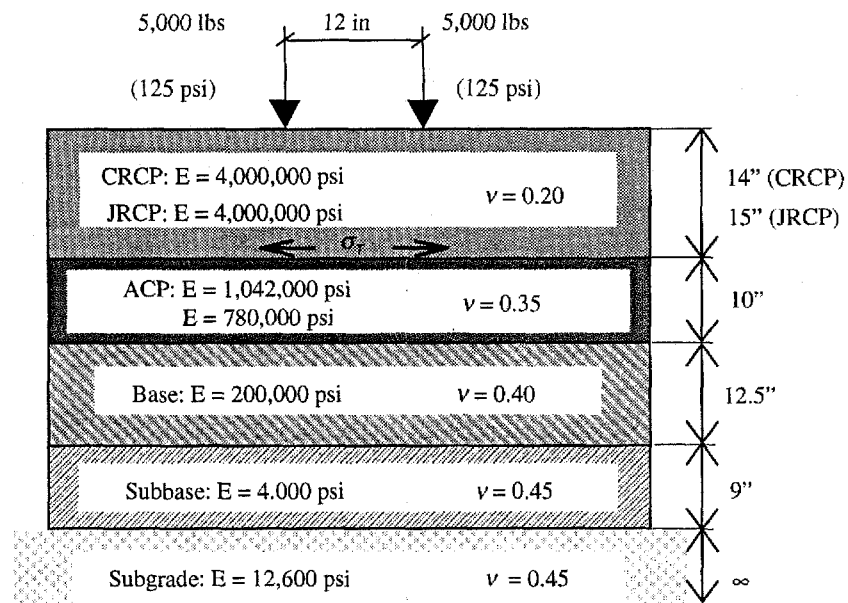 5,000 lbs 12 in 5,000 lbs
(125 psi) (125 psi)
CRCP: E = 4,000,000 psi
JRCP: E = 4,000,000 psi
ν = 0.20
14” (CRCP)
15” (JRCP)
σᵣ
ACP: E = 1,042,000 psi
E = 780,000 psi
ν = 0.35
10”
Base: E = 200,000 psi ν = 0.40
12.5”
Subbase: E = 4.000 psi ν = 0.45
9”
Subgrade: E = 12,600 psi ν = 0.45
∞